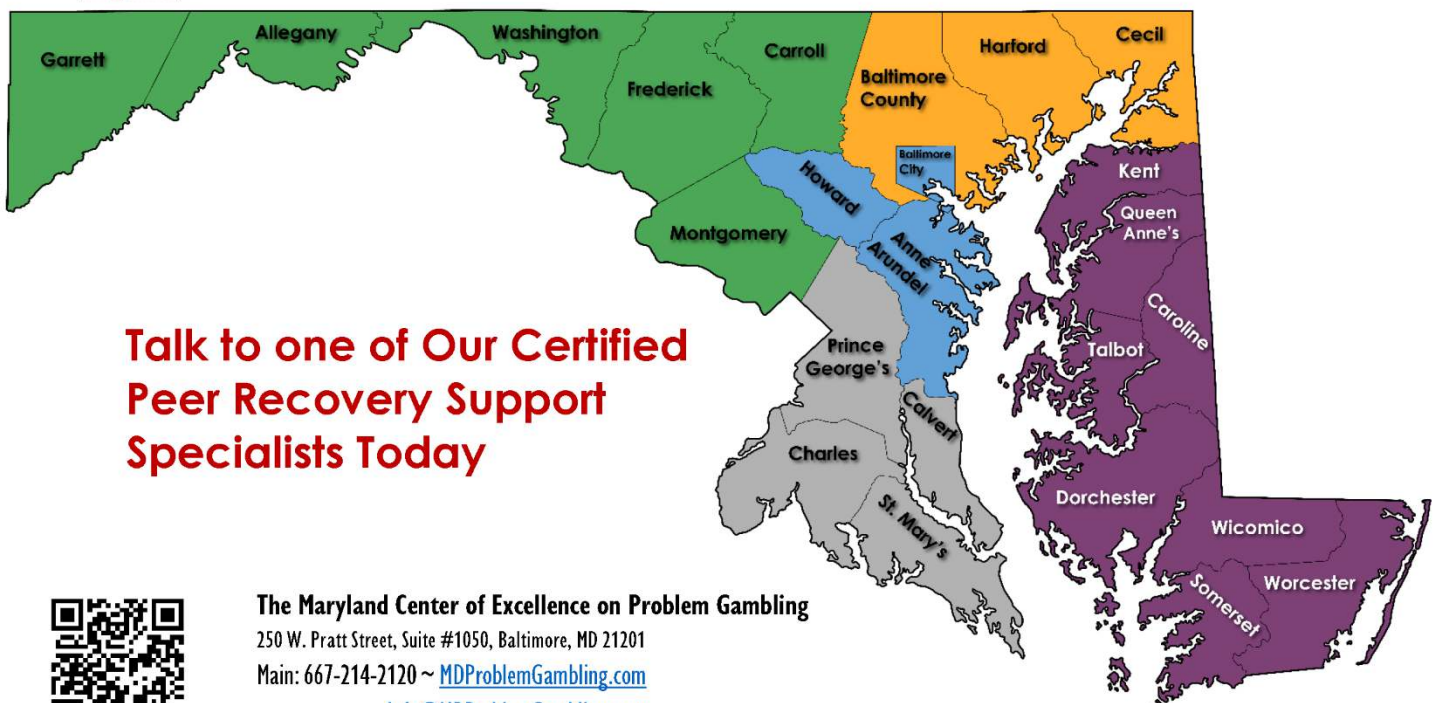 Garrett
Allegany
Washington
Frederick
Carroll
Baltimore
County
Harford
Cecil
Baltimore
City
Howard
Anne
Arundel
Montgomery
Kent
Queen
Anne's
Caroline
Talbot
Prince
George's
Calvert
Charles
St. Mary's
Dorchester
Wicomico
Somerset
Worcester
Talk to one of Our Certified
Peer Recovery Support
Specialists Today
The Maryland Center of Excellence on Problem Gambling
250 W. Pratt Street, Suite #1050, Baltimore, MD 21201
Main: 667-214-2120 ~ MDProblemGambling.com